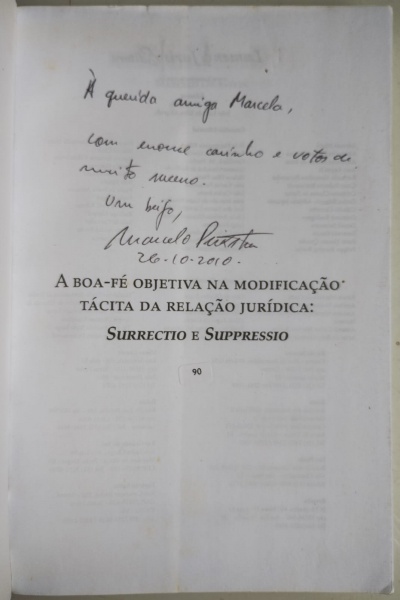 À querida amiga Marcela,
com enorme carinho e votos de
muito sucesso.
Um beijo,
Marcelo
26-10-2010.
A BOA-FÉ OBJETIVA NA MODIFICAÇÃO
TÁCITA DA RELAÇÃO JURÍDICA:
SURRECTIO E SUPPRESSIO
90